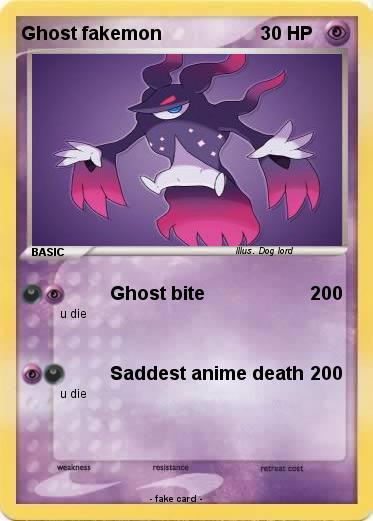 Ghost fakemon 30 HP
BASIC Illus. Dog lord
Ghost bite 200
u die
Saddest anime death 200
u die
weakness resistance retreat cost
- fake card -